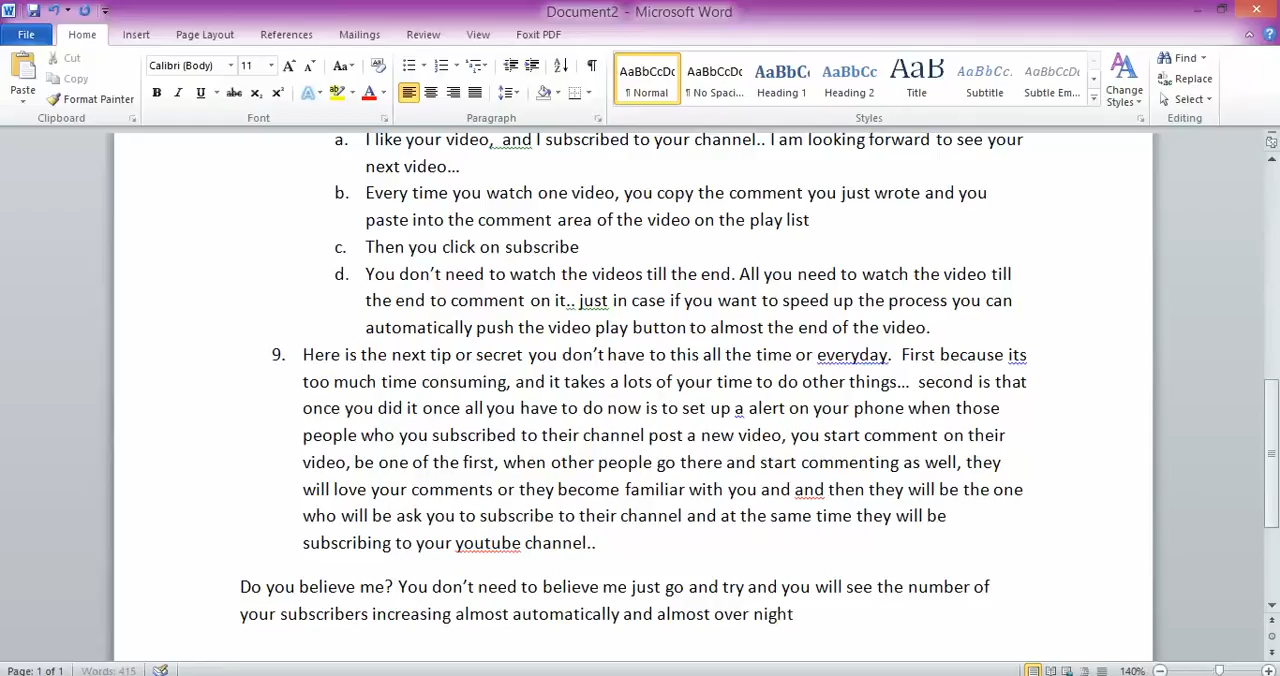 Document2 - Microsoft Word
File Home Insert Page Layout References Mailings Review View Foxit PDF
Paste
Cut
Copy
Format Painter
Clipboard
Calibri (Body) 11
Font
Paragraph
AaBbCcDc AaBbCcDc AaBbC AaBbCc AaB AaBbCc. AaBbCcDc
¶ Normal ¶ No Spaci... Heading 1 Heading 2 Title Subtitle Subtle Em...
Change Styles
Styles
Find
Replace
Select
Editing
a. I like your video, and I subscribed to your channel.. I am looking forward to see your
next video...
b. Every time you watch one video, you copy the comment you just wrote and you
paste into the comment area of the video on the play list
c. Then you click on subscribe
d. You don't need to watch the videos till the end. All you need to watch the video till
the end to comment on it.. just in case if you want to speed up the process you can
automatically push the video play button to almost the end of the video.
9. Here is the next tip or secret you don't have to this all the time or everyday. First because its
too much time consuming, and it takes a lots of your time to do other things... second is that
once you did it once all you have to do now is to set up a alert on your phone when those
people who you subscribed to their channel post a new video, you start comment on their
video, be one of the first, when other people go there and start commenting as well, they
will love your comments or they become familiar with you and and then they will be the one
who will be ask you to subscribe to their channel and at the same time they will be
subscribing to your youtube channel..
Do you believe me? You don't need to believe me just go and try and you will see the number of
your subscribers increasing almost automatically and almost over night
Page: 1 of 1 Words: 415 140%